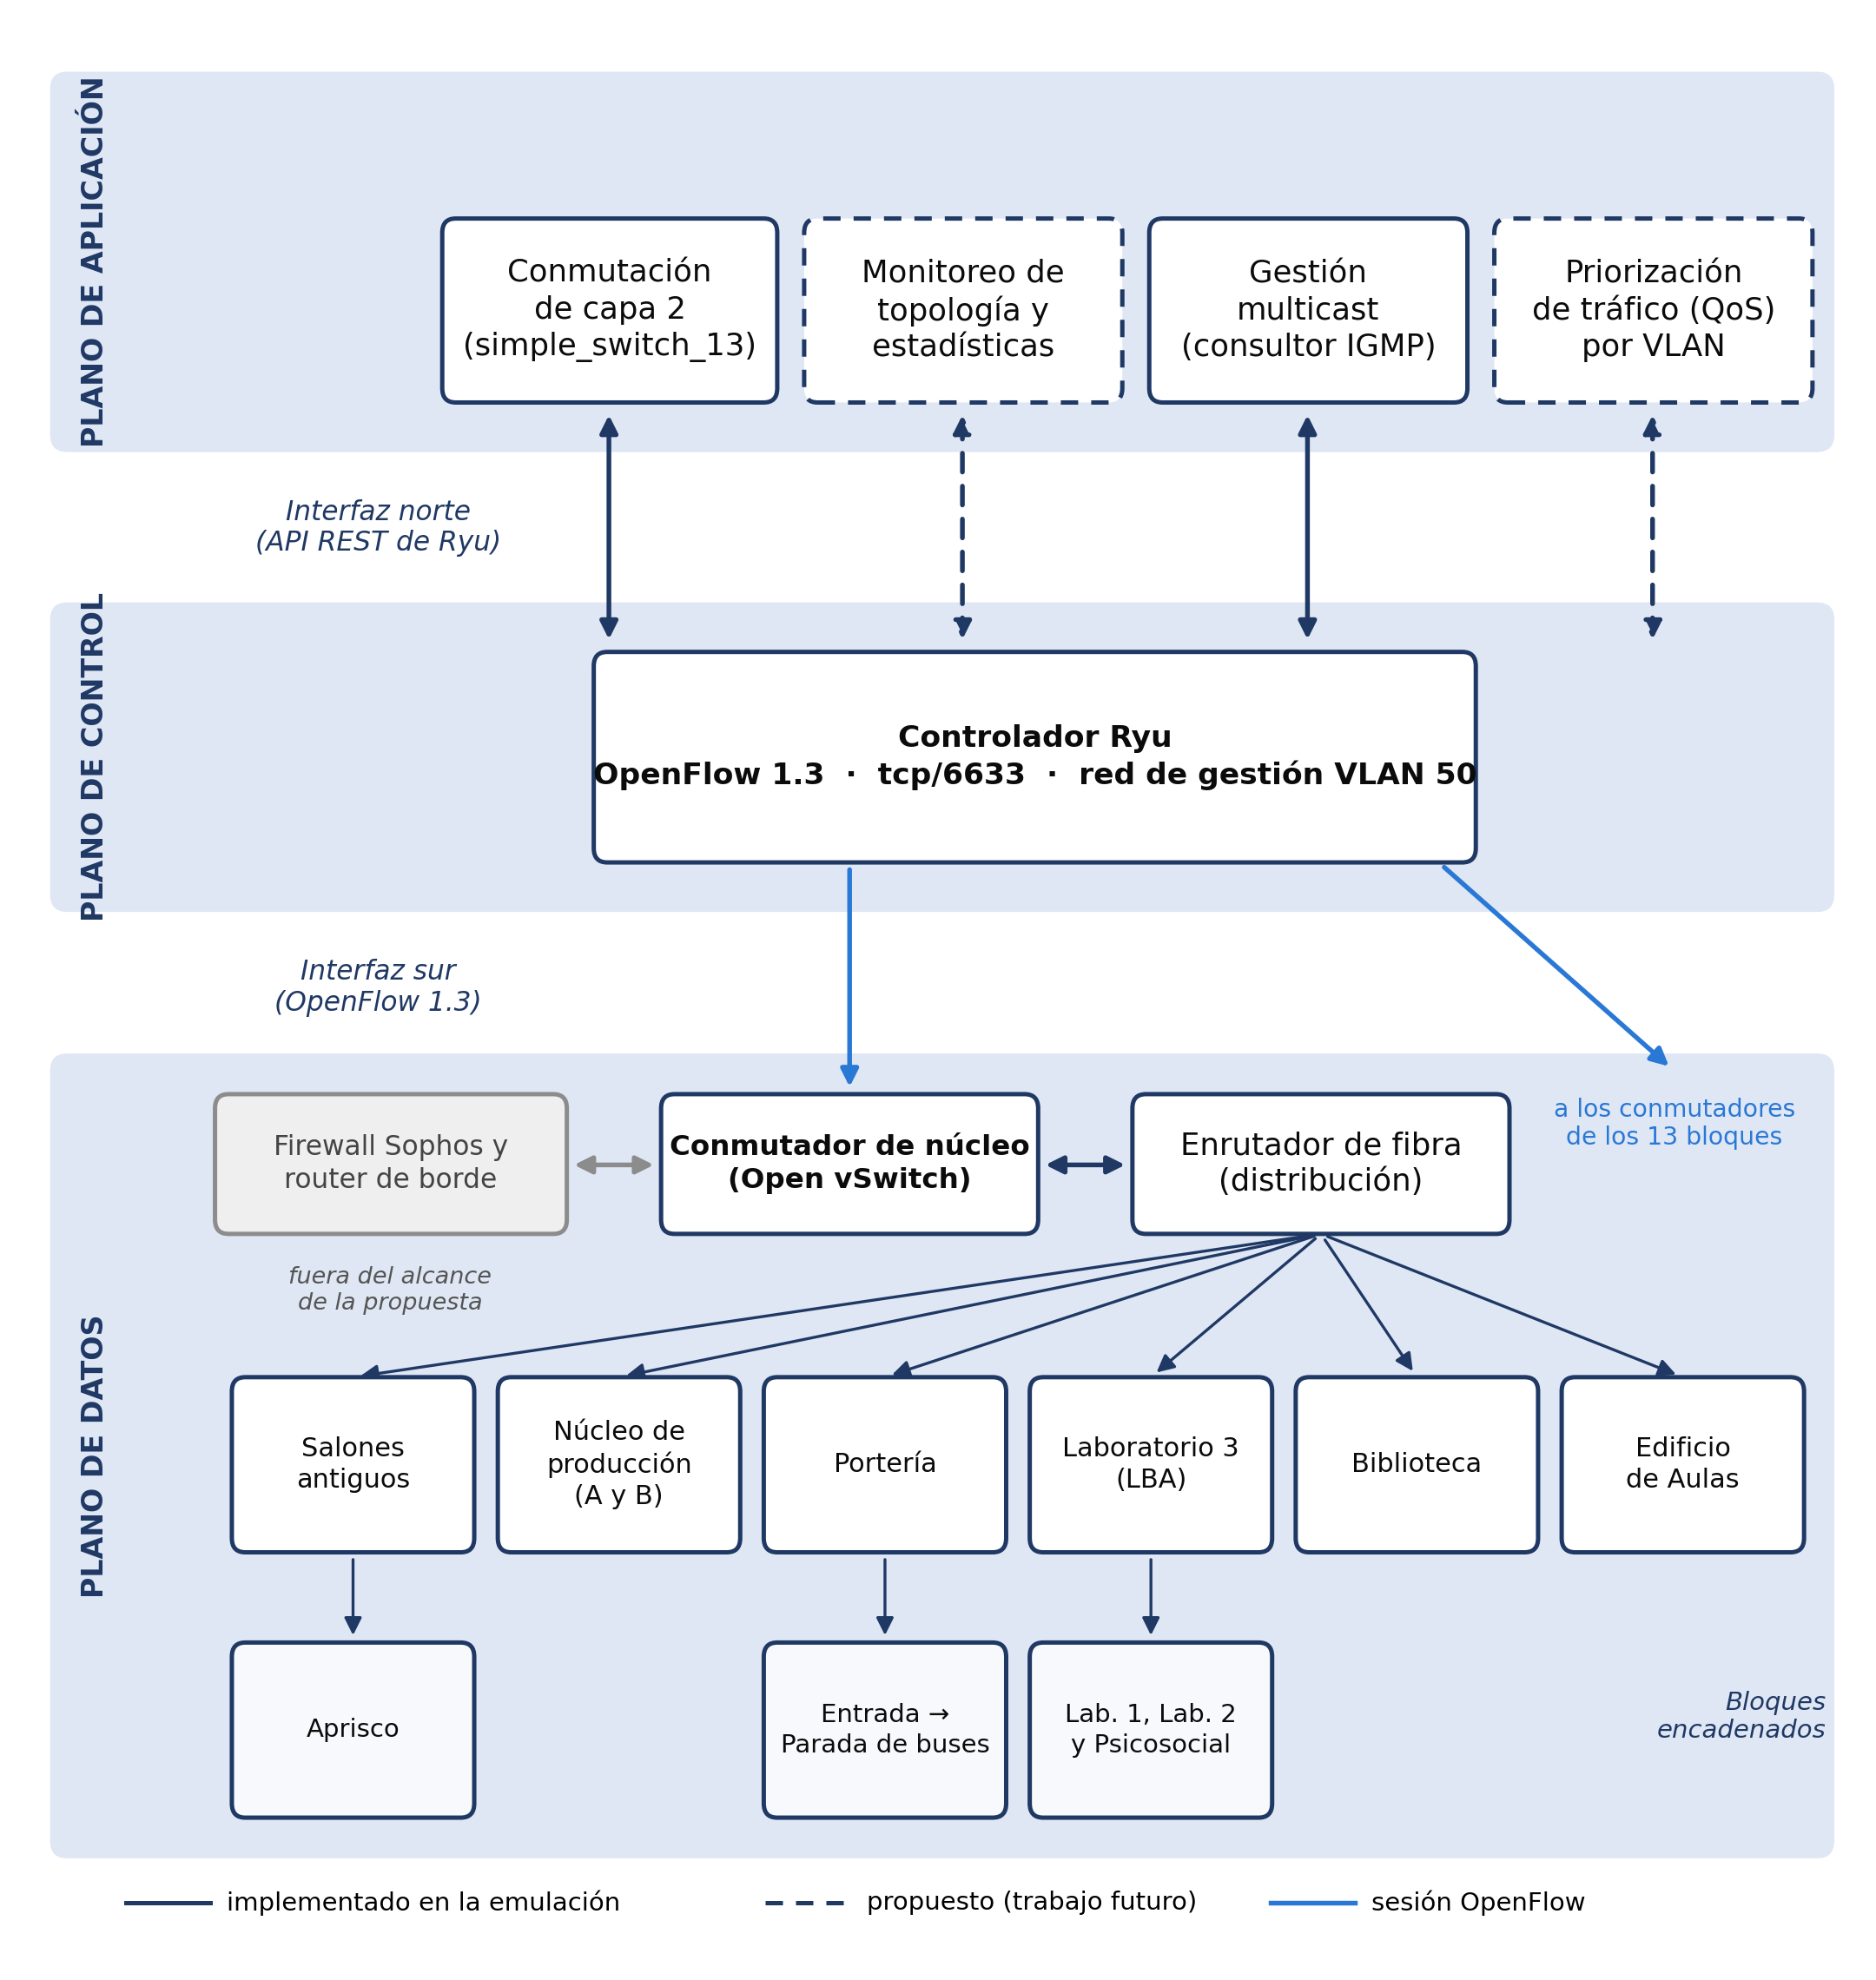 PLANO DE APLICACIÓN
Conmutación
de capa 2
(simple_switch_13)
Monitoreo de
topología y
estadísticas
Gestión
multicast
(consultor IGMP)
Priorización
de tráfico (QoS)
por VLAN
Interfaz norte
(API REST de Ryu)
PLANO DE CONTROL
Controlador Ryu
OpenFlow 1.3 · tcp/6633 · red de gestión VLAN 50
Interfaz sur
(OpenFlow 1.3)
PLANO DE DATOS
Firewall Sophos y
router de borde
Conmutador de núcleo
(Open vSwitch)
Enrutador de fibra
(distribución)
a los conmutadores
de los 13 bloques
fuera del alcance
de la propuesta
Salones
antiguos
Núcleo de
producción
(A y B)
Portería
Laboratorio 3
(LBA)
Biblioteca
Edificio
de Aulas
Aprisco
Entrada →
Parada de buses
Lab. 1, Lab. 2
y Psicosocial
Bloques
encadenados
implementado en la emulación
propuesto (trabajo futuro)
sesión OpenFlow